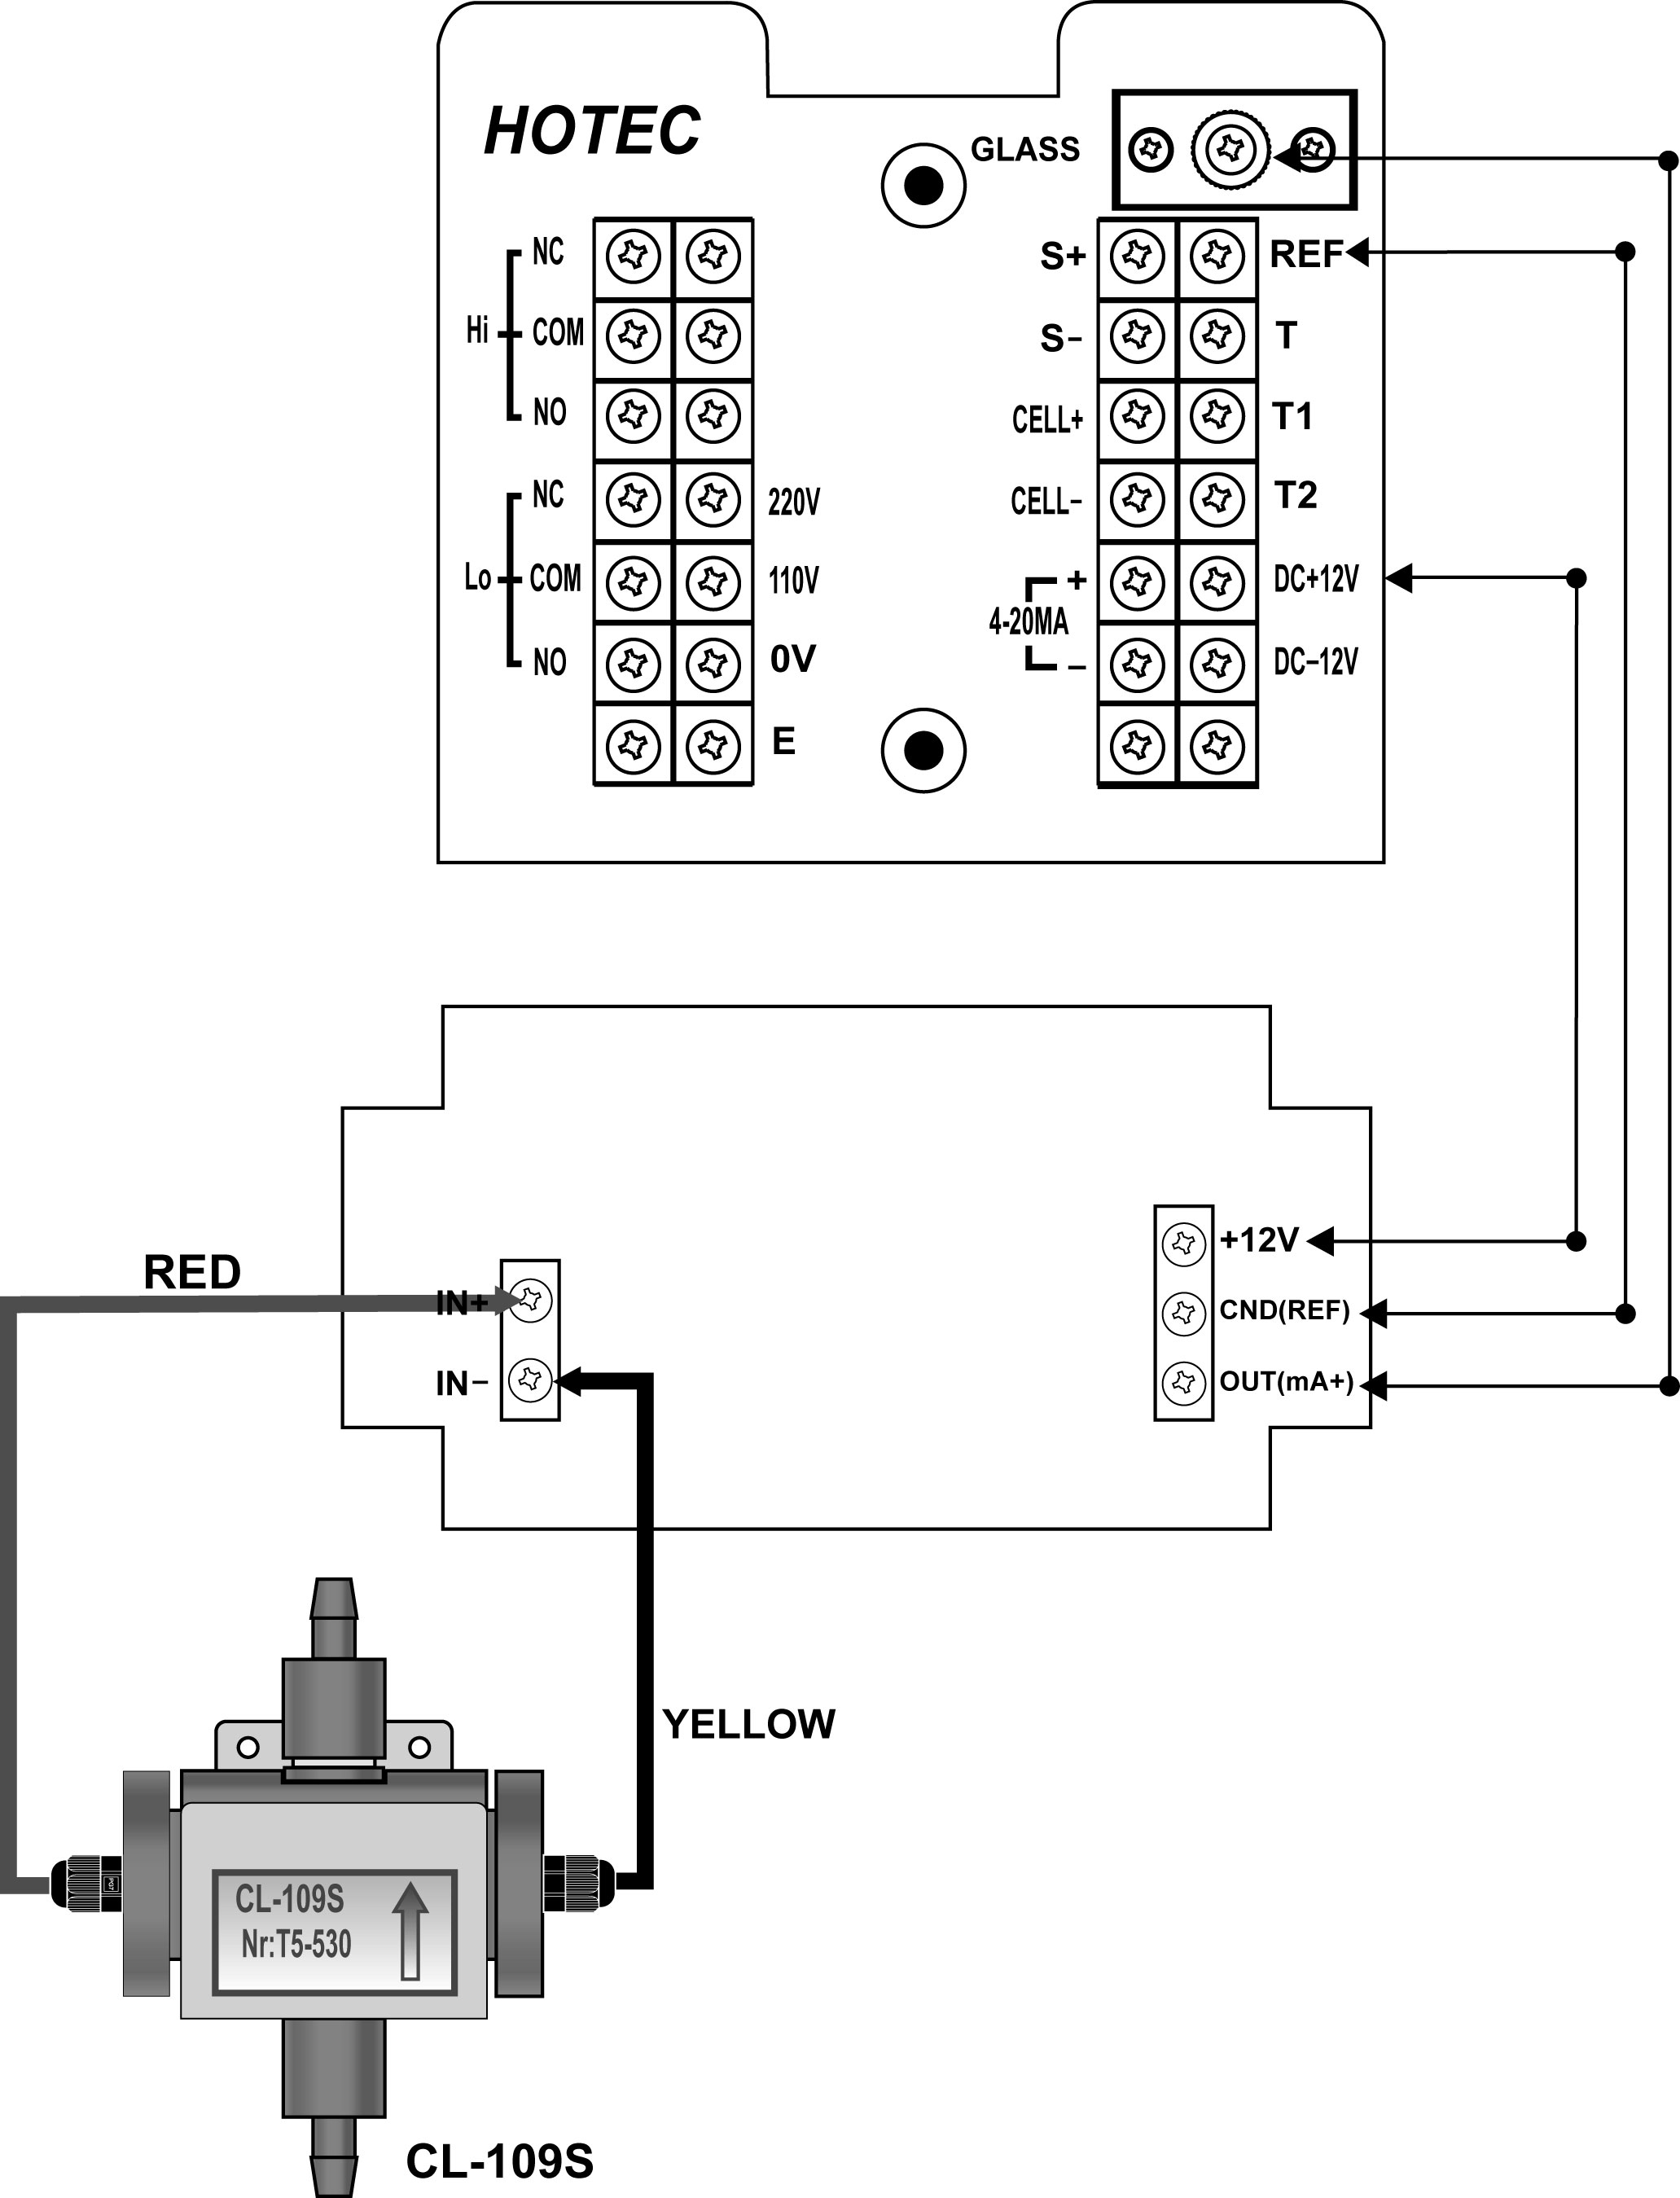 HOTEC
GLASS
NC
S+
REF
Hi
COM
S−
T
NO
CELL+
T1
NC
220V
CELL−
T2
Lo
COM
110V
+
DC+12V
4-20MA
NO
0V
−
DC−12V
E
+12V
RED
IN+
CND(REF)
IN−
OUT(mA+)
YELLOW
CL-109S
Nr:T5-530
CL-109S